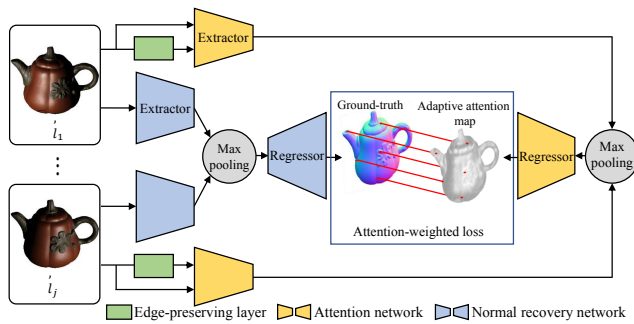 Extractor
Extractor
l'₁
Max
pooling
Regressor
Ground-truth
Adaptive attention
map
Attention-weighted loss
Regressor
Max
pooling
⋮
l'ⱼ
Edge-preserving layer
Attention network
Normal recovery network